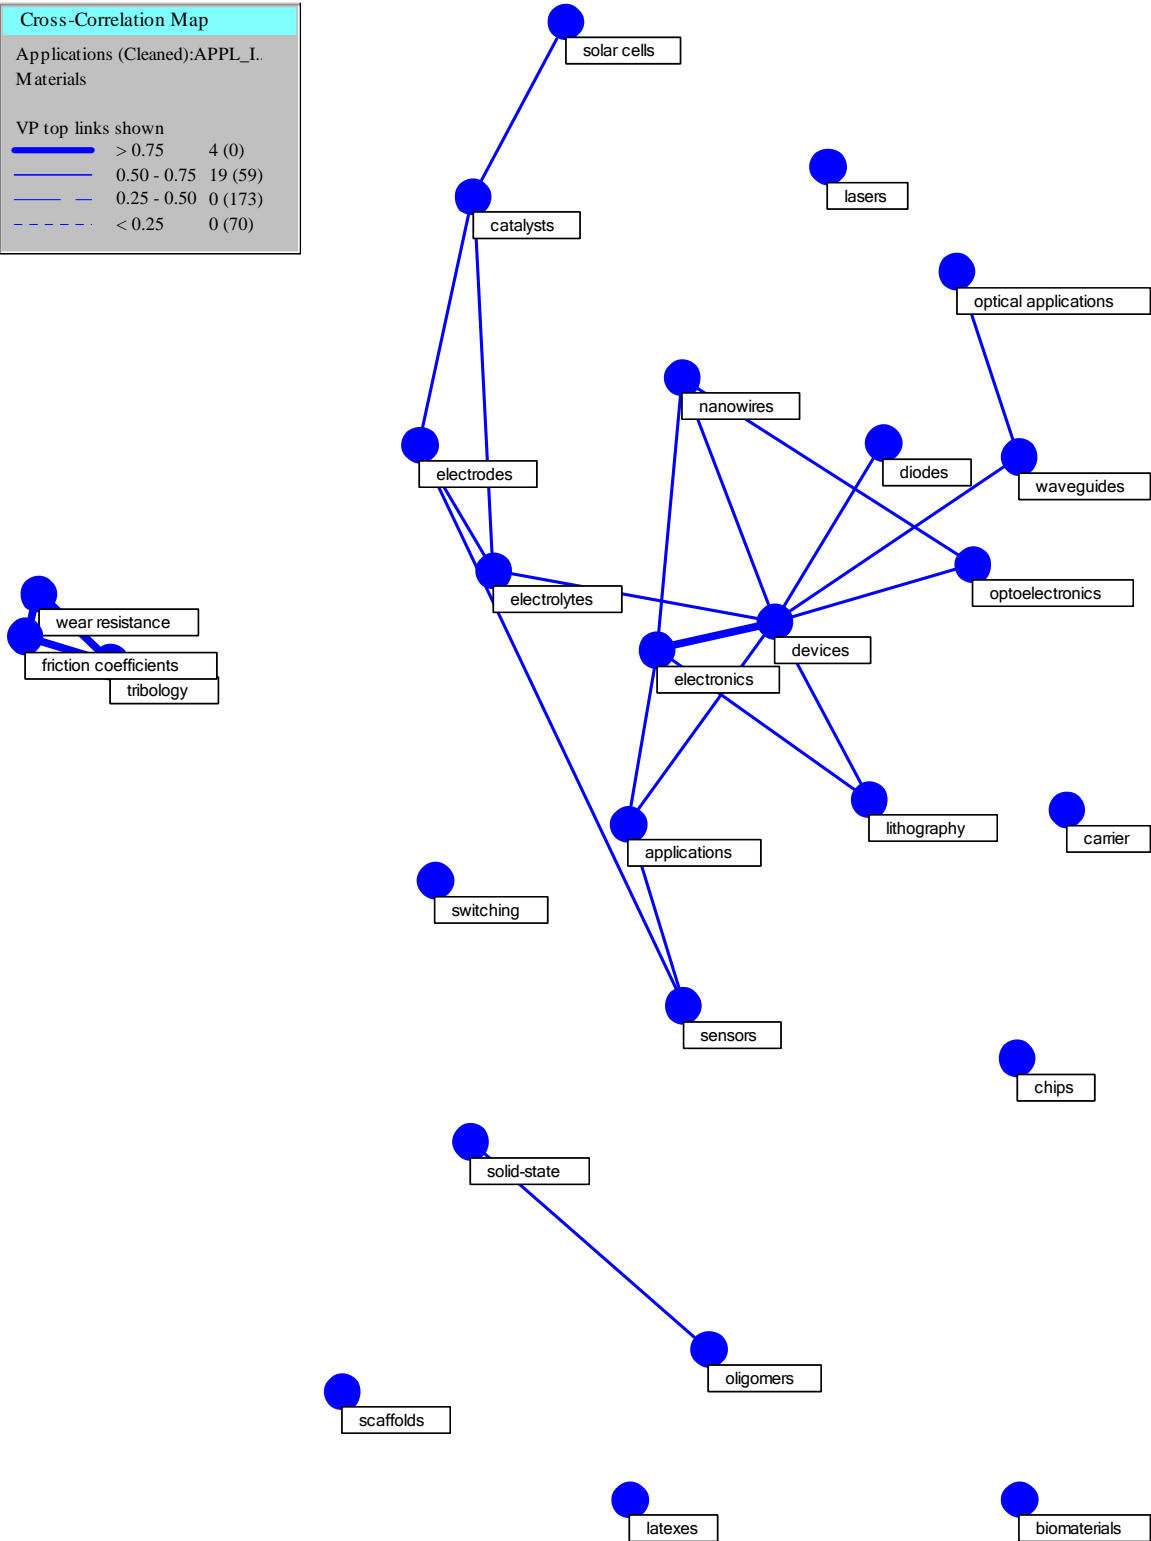 Cross-Correlation Map
Applications (Cleaned):APPL_I..
Materials
VP top links shown
> 0.75 4 (0)
0.50 - 0.75 19 (59)
0.25 - 0.50 0 (173)
< 0.25 0 (70)
solar cells
lasers
catalysts
optical applications
nanowires
diodes
electrodes
waveguides
optoelectronics
electrolytes
wear resistance
devices
friction coefficients
electronics
tribology
lithography
carrier
applications
switching
sensors
chips
solid-state
oligomers
scaffolds
latexes
biomaterials